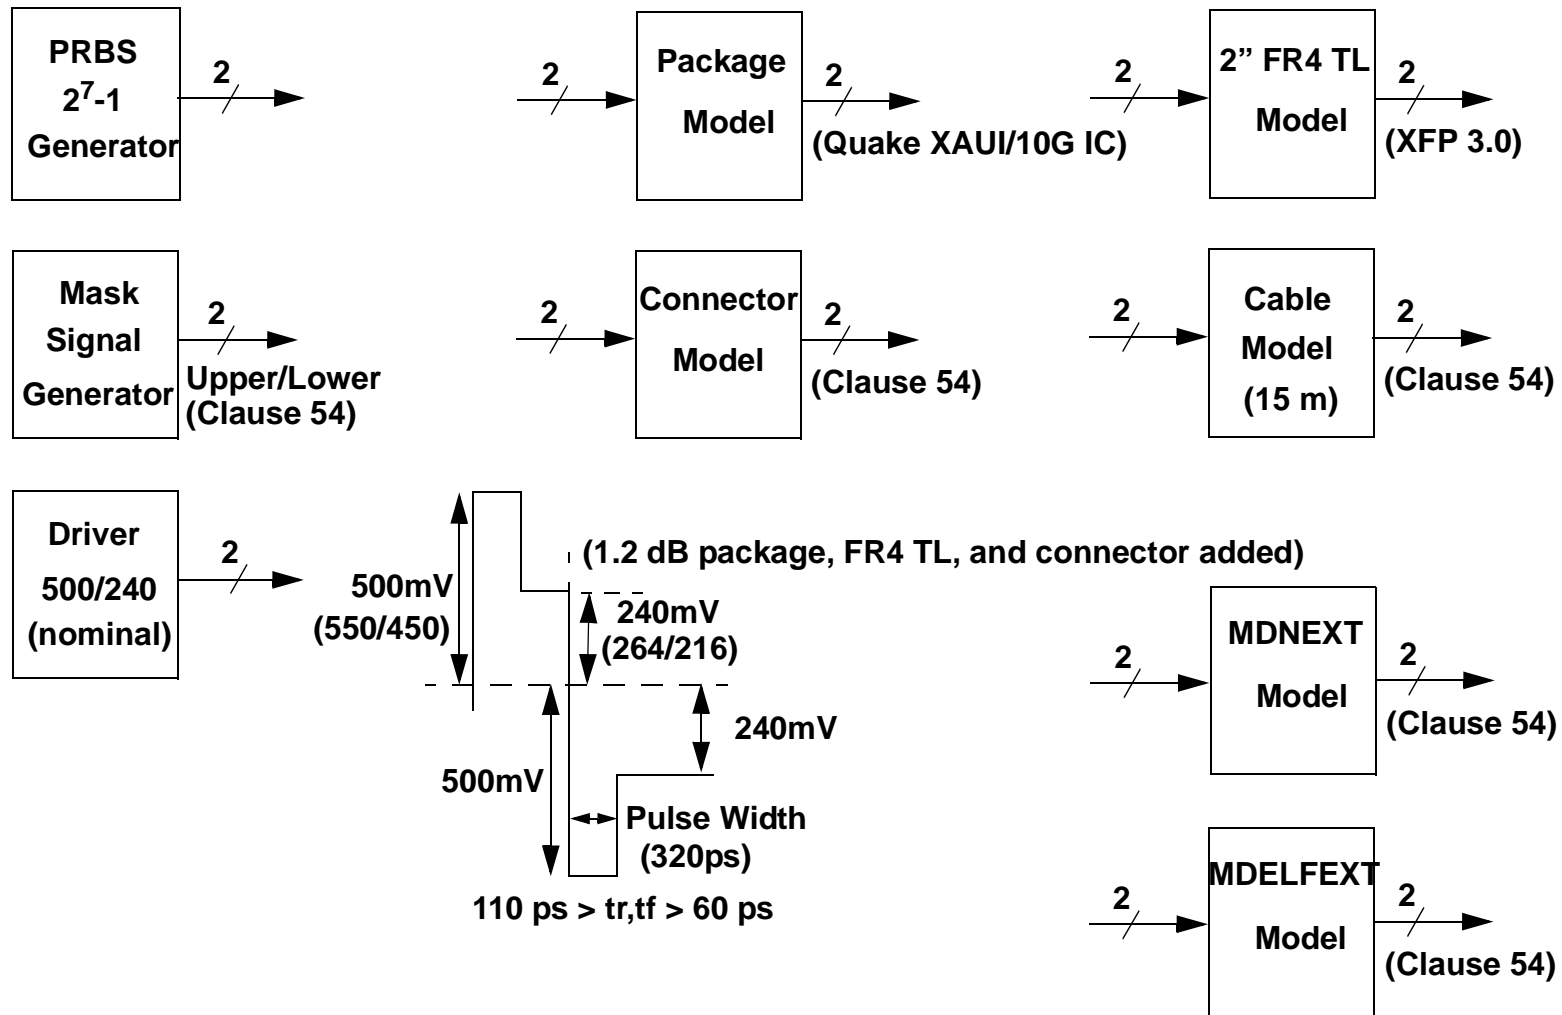 PRBS
2⁷-1
Generator
2
2
Package
Model
2
(Quake XAUI/10G IC)
2
2” FR4 TL
Model
2
(XFP 3.0)
Mask
Signal
Generator
2
Upper/Lower
(Clause 54)
2
Connector
Model
2
(Clause 54)
2
Cable
Model
(15 m)
2
(Clause 54)
Driver
500/240
(nominal)
2
500mV
(550/450)
(1.2 dB package, FR4 TL, and connector added)
240mV
(264/216)
240mV
500mV
Pulse Width
(320ps)
110 ps > tr,tf > 60 ps
2
MDNEXT
Model
2
(Clause 54)
2
MDELFEXT
Model
2
(Clause 54)